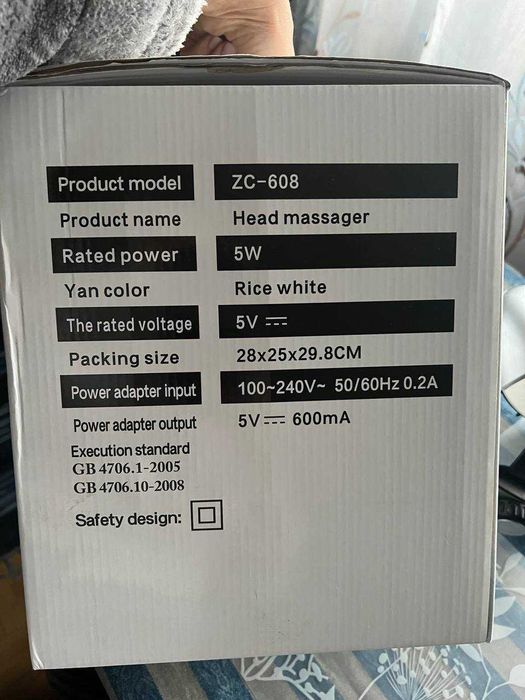 Product model ZC-608
Product name Head massager
Rated power 5W
Yan color Rice white
The rated voltage 5V ⎓
Packing size 28x25x29.8CM
Power adapter input 100~240V~ 50/60Hz 0.2A
Power adapter output 5V⎓ 600mA
Execution standard
GB 4706.1-2005
GB 4706.10-2008
Safety design: